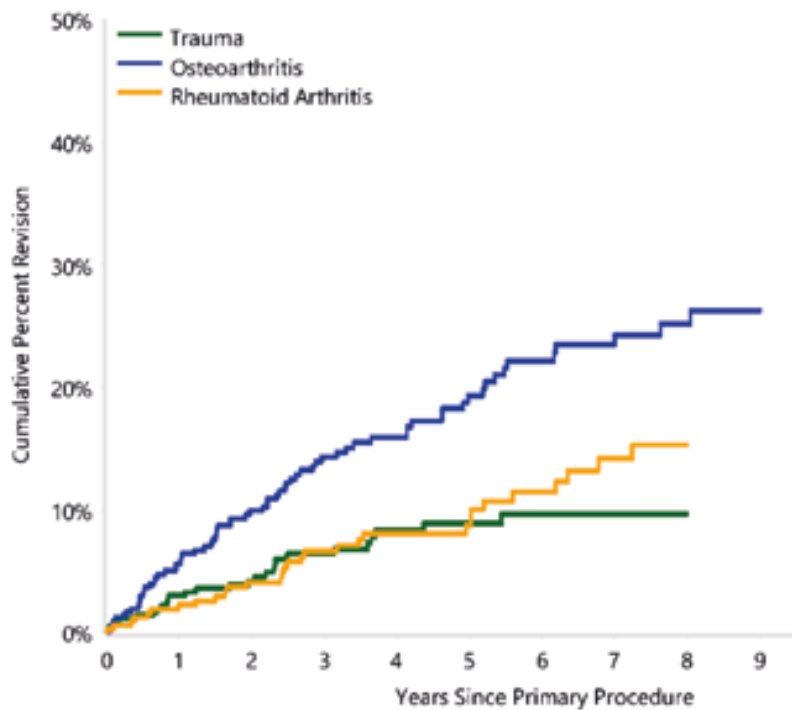 50%
Trauma
Osteoarthritis
Rheumatoid Arthritis
40%
30%
20%
10%
0%
Cumulative Percent Revision
0 1 2 3 4 5 6 7 8 9
Years Since Primary Procedure